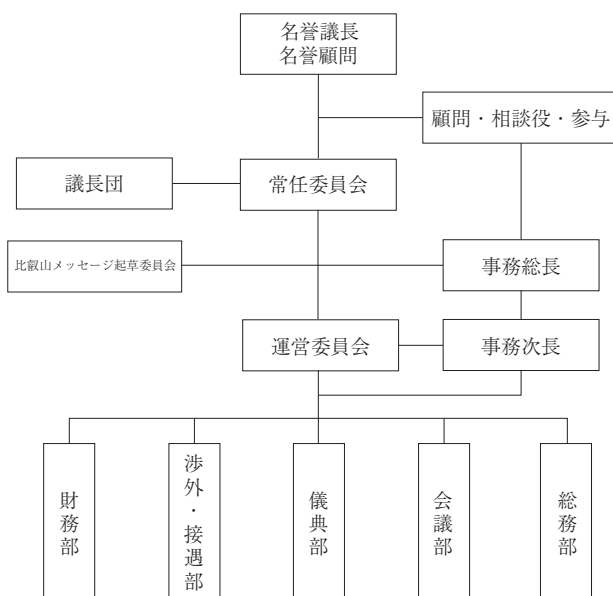 名誉議長
名誉顧問
顧問・相談役・参与
議長団
常任委員会
比叡山メッセージ起草委員会
事務総長
運営委員会
事務次長
財務部
渉外・接遇部
儀典部
会議部
総務部